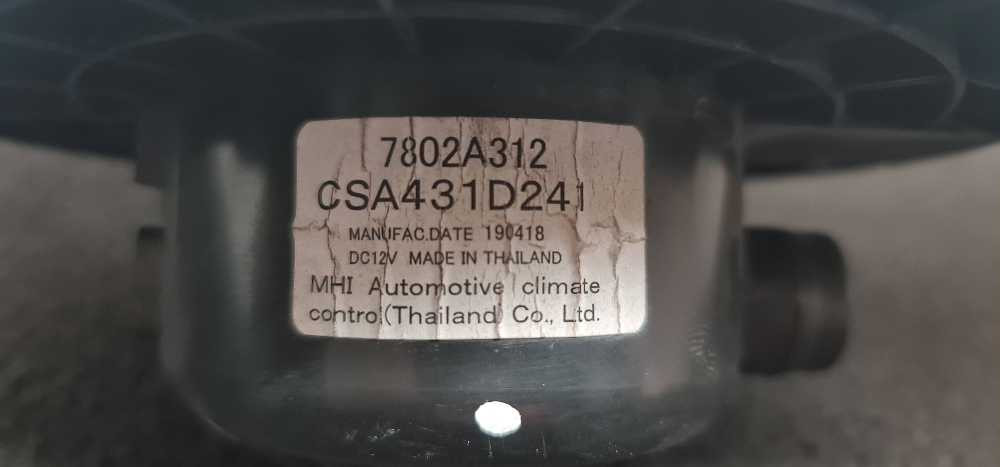 7802A312
CSA431D241
MANUFAC.DATE 190418
DC12V MADE IN THAILAND
MHI Automotive climate
control(Thailand) Co., Ltd.